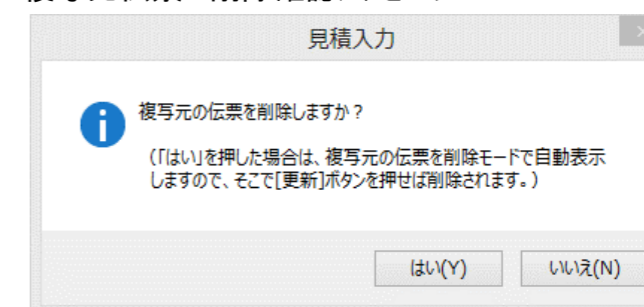 見積入力
複写元の伝票を削除しますか？
（「はい」を押した場合は、複写元の伝票を削除モードで自動表示
しますので、そこで[更新]ボタンを押せば削除されます。）
はい(Y)
いいえ(N)